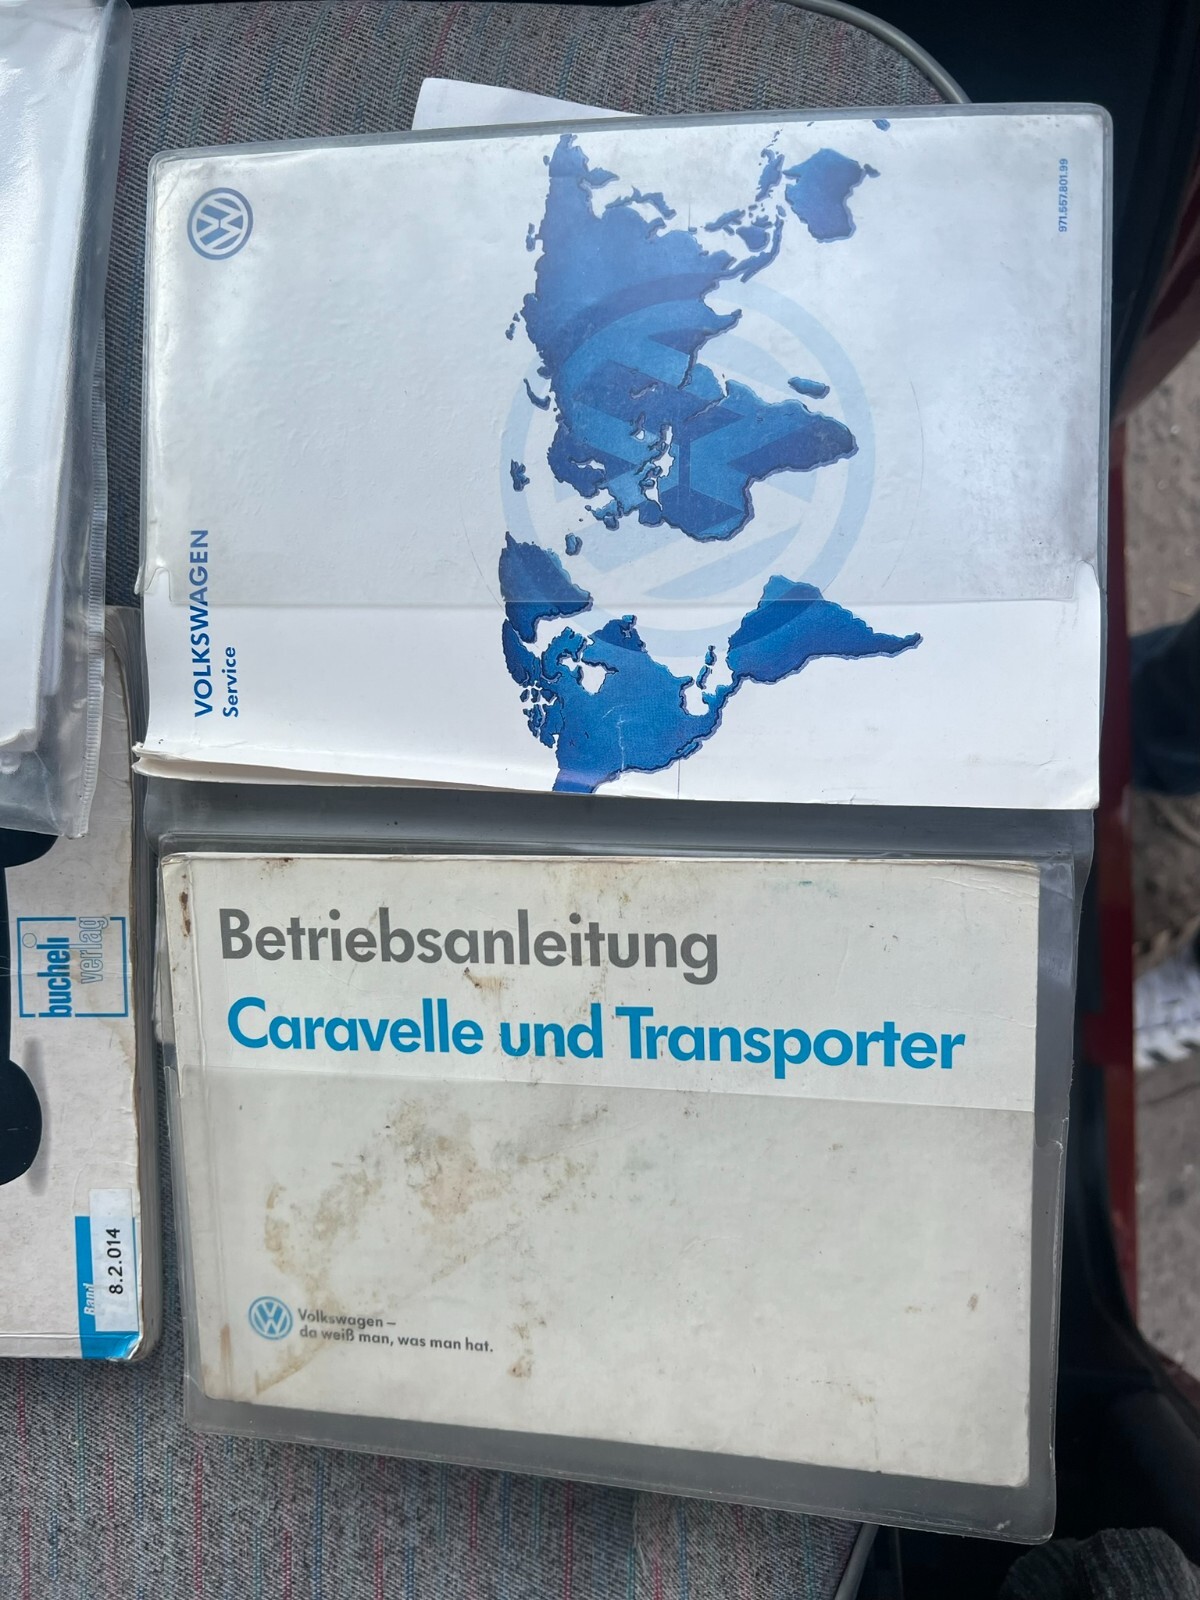 971.557.801.99
VOLKSWAGEN
Service
Betriebsanleitung
Caravelle und Transporter
Volkswagen –
da weiß man, was man hat.
bucheli
verlag
Band
8.2.014